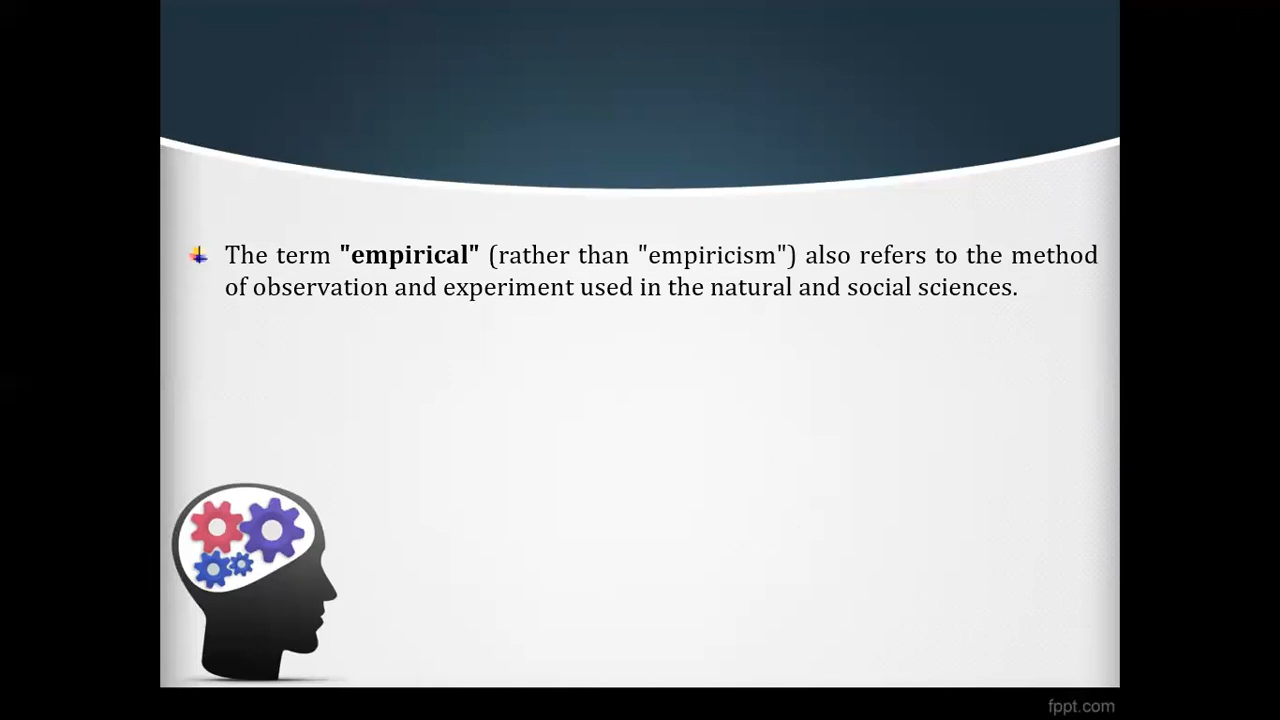 The term "empirical" (rather than "empiricism") also refers to the method
of observation and experiment used in the natural and social sciences.
fppt.com